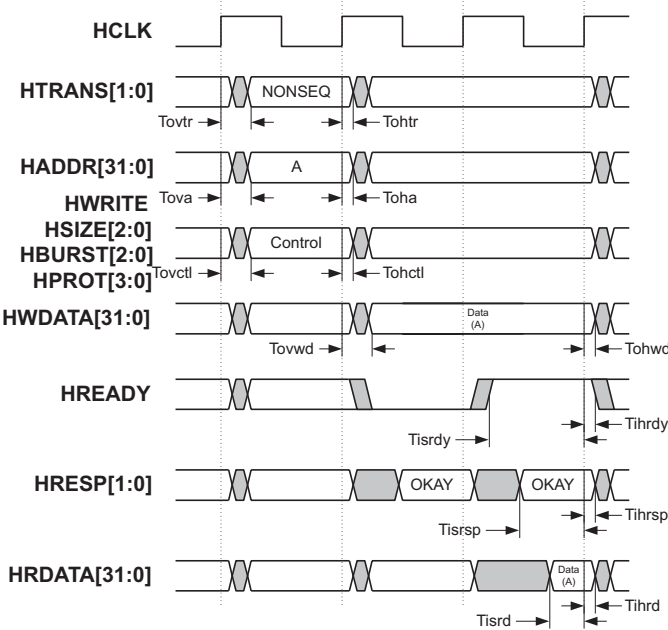 HCLK
HTRANS[1:0]
NONSEQ
Tovtr
Tohtr
HADDR[31:0]
A
Tova
Toha
HWRITE
HSIZE[2:0]
HBURST[2:0]
HPROT[3:0]
Control
Tovctl
Tohctl
HWDATA[31:0]
Data
(A)
Tovwd
Tohwd
HREADY
Tisrdy
Tihrdy
HRESP[1:0]
OKAY
OKAY
Tisrsp
Tihrsp
HRDATA[31:0]
Data
(A)
Tisrd
Tihrd